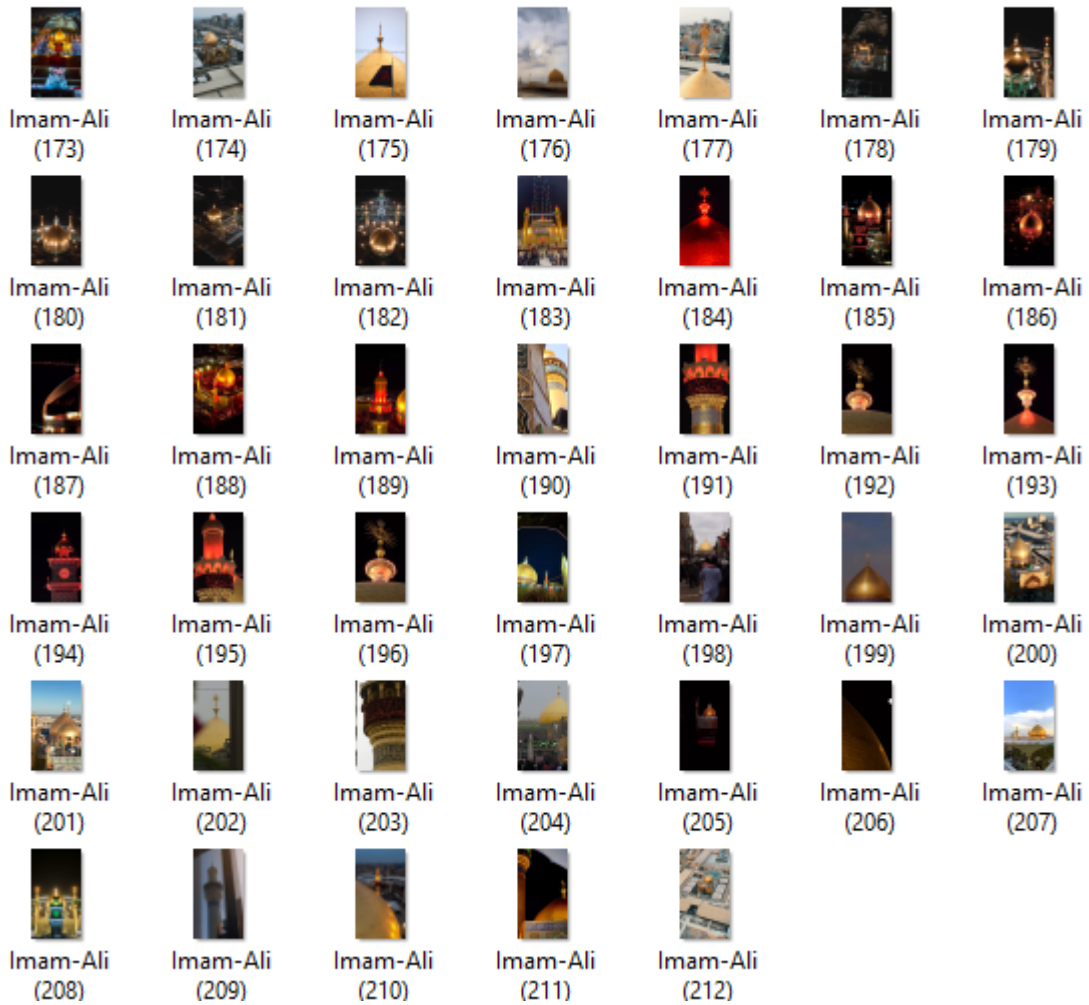 Imam-Ali Imam-Ali Imam-Ali Imam-Ali Imam-Ali Imam-Ali Imam-Ali
(173) (174) (175) (176) (177) (178) (179)
Imam-Ali Imam-Ali Imam-Ali Imam-Ali Imam-Ali Imam-Ali Imam-Ali
(180) (181) (182) (183) (184) (185) (186)
Imam-Ali Imam-Ali Imam-Ali Imam-Ali Imam-Ali Imam-Ali Imam-Ali
(187) (188) (189) (190) (191) (192) (193)
Imam-Ali Imam-Ali Imam-Ali Imam-Ali Imam-Ali Imam-Ali Imam-Ali
(194) (195) (196) (197) (198) (199) (200)
Imam-Ali Imam-Ali Imam-Ali Imam-Ali Imam-Ali Imam-Ali Imam-Ali
(201) (202) (203) (204) (205) (206) (207)
Imam-Ali Imam-Ali Imam-Ali Imam-Ali Imam-Ali
(208) (209) (210) (211) (212)